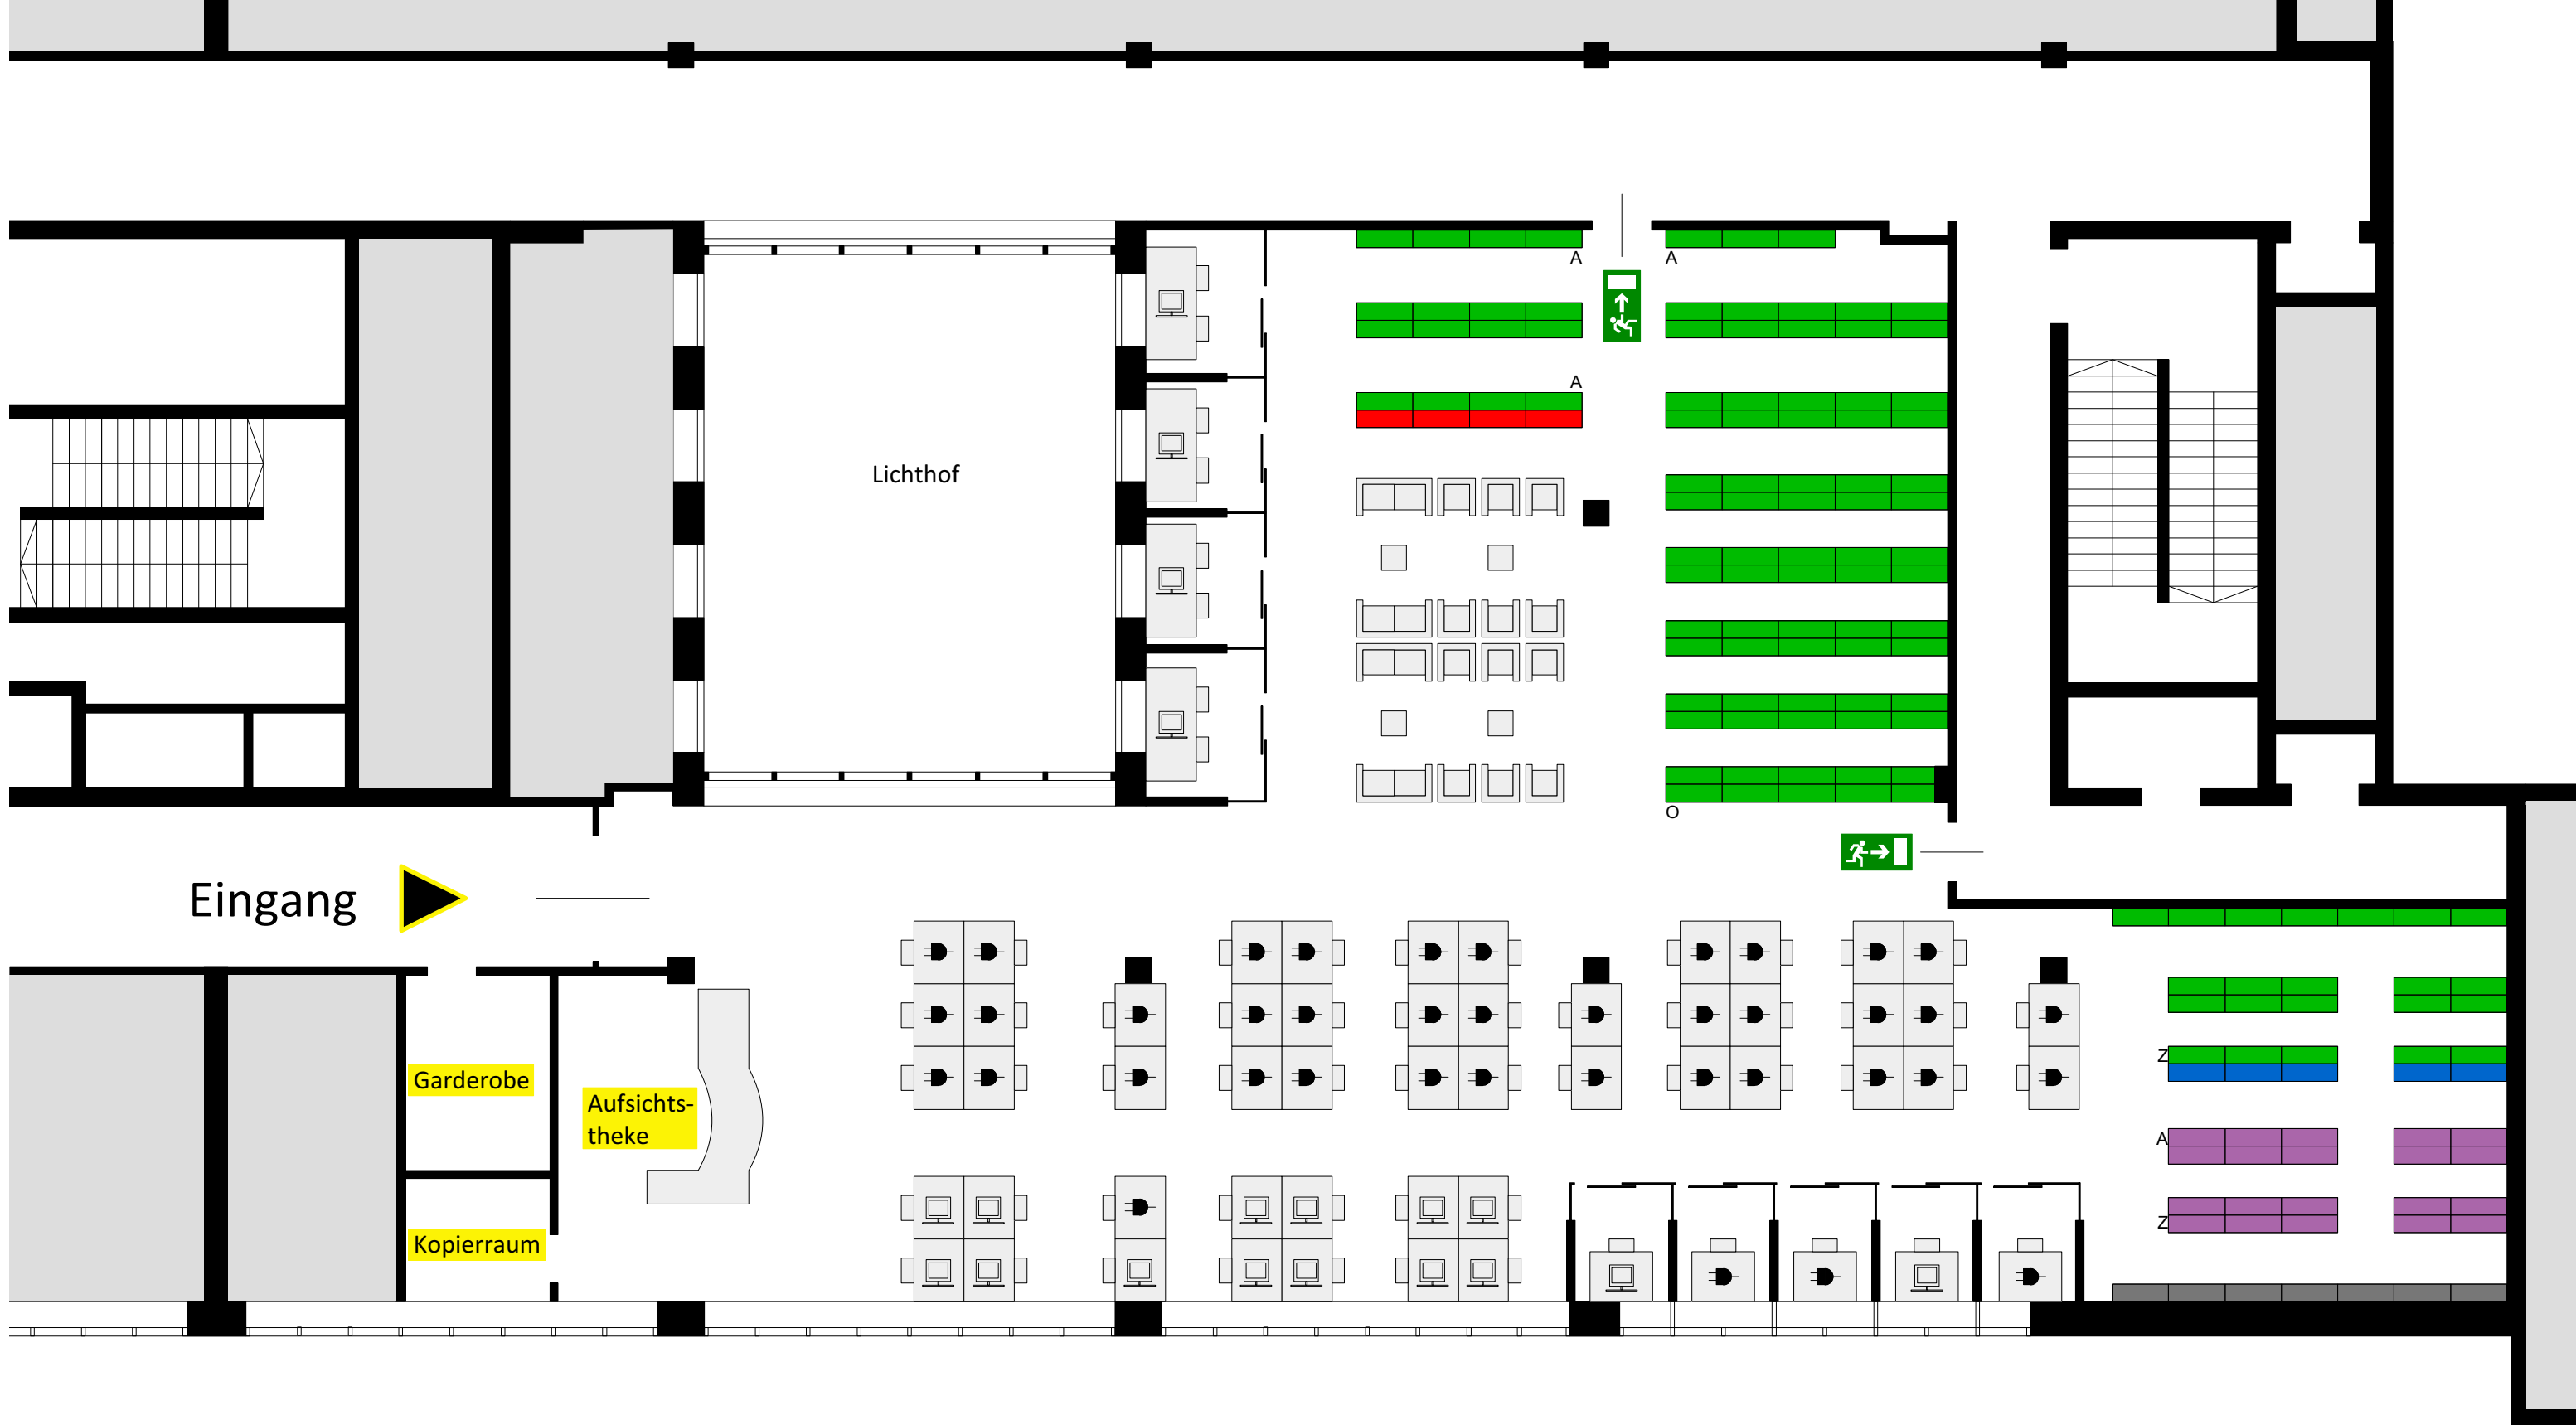 A
A
A
Lichthof
O
Eingang
Z
Garderobe
Aufsichts-
theke
A
Z
Kopierraum